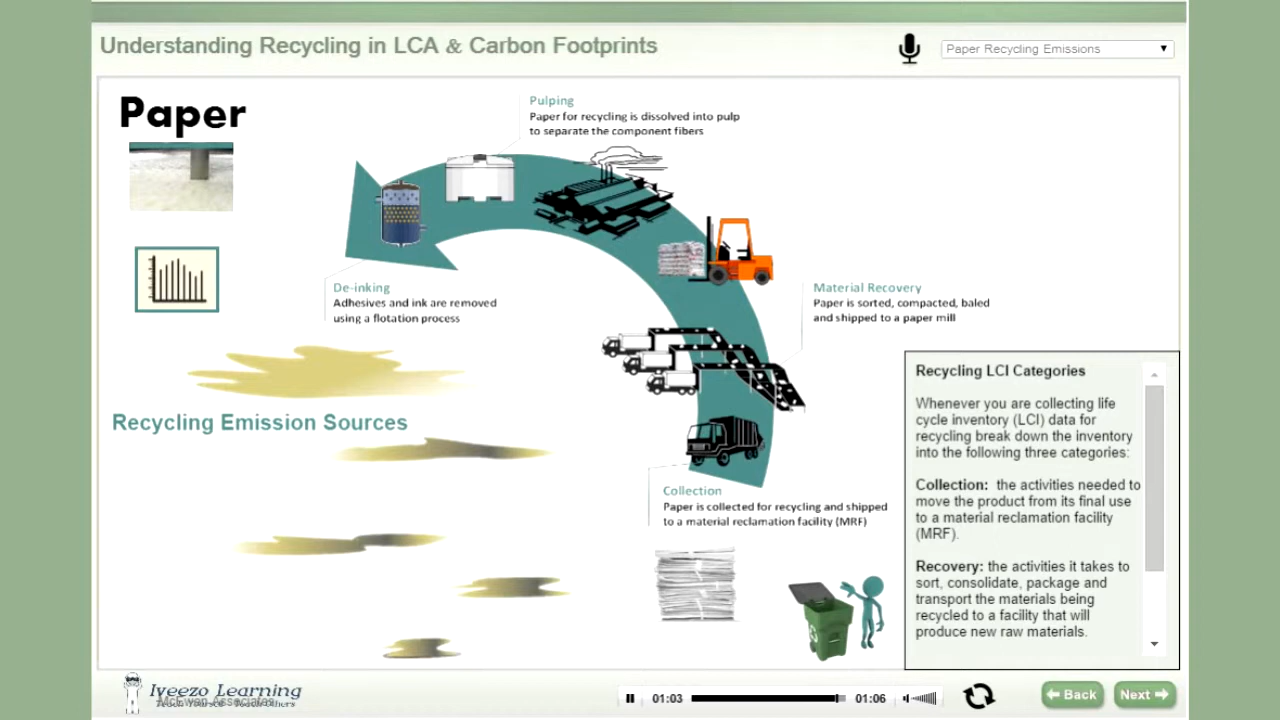 Understanding Recycling in LCA & Carbon Footprints
Paper Recycling Emissions
Paper
Pulping
Paper for recycling is dissolved into pulp
to separate the component fibers
De-inking
Adhesives and ink are removed
using a flotation process
Material Recovery
Paper is sorted, compacted, baled
and shipped to a paper mill
Recycling Emission Sources
Collection
Paper is collected for recycling and shipped
to a material reclamation facility (MRF)
Recycling LCI Categories
Whenever you are collecting life
cycle inventory (LCI) data for
recycling break down the inventory
into the following three categories:
Collection: the activities needed to
move the product from its final use
to a material reclamation facility
(MRF).
Recovery: the activities it takes to
sort, consolidate, package and
transport the materials being
recycled to a facility that will
produce new raw materials.
Iyeezo Learning
McEwan Associates
01:03
01:06
Back
Next